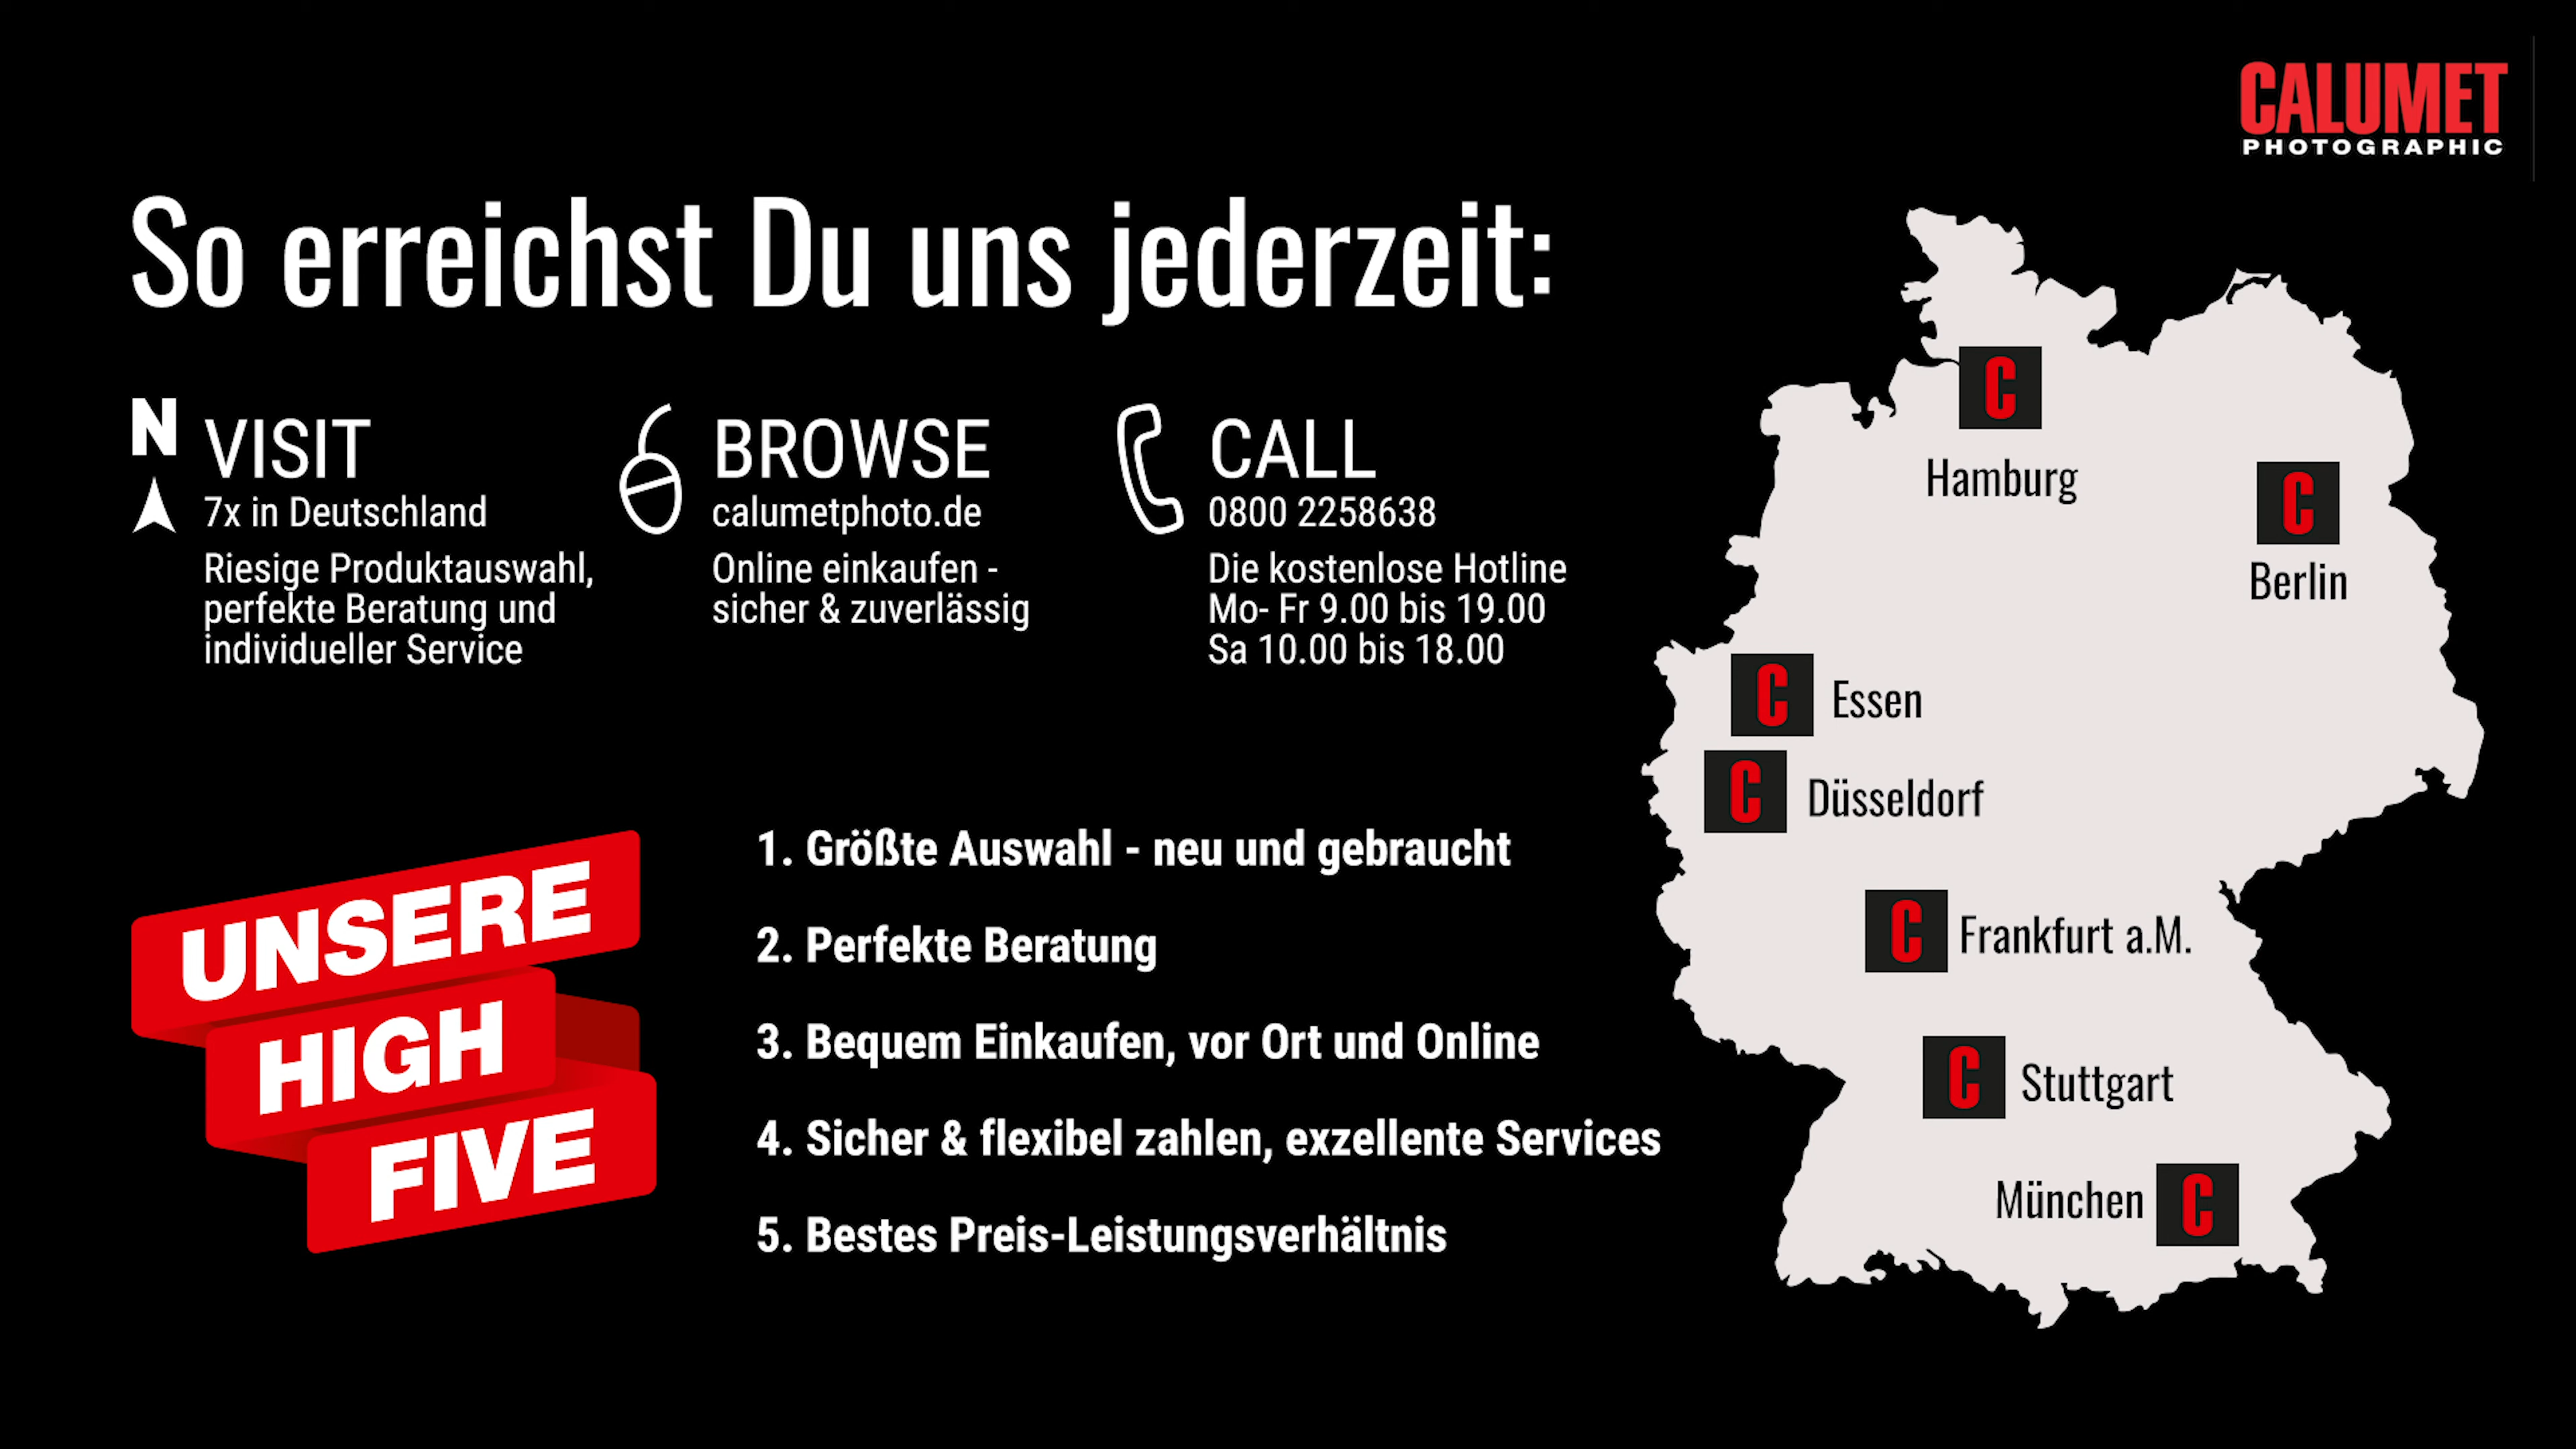 CALUMET
PHOTOGRAPHIC
So erreichst Du uns jederzeit:
N
VISIT
7x in Deutschland
Riesige Produktauswahl,
perfekte Beratung und
individueller Service
BROWSE
calumetphoto.de
Online einkaufen -
sicher & zuverlässig
CALL
0800 2258638
Die kostenlose Hotline
Mo- Fr 9.00 bis 19.00
Sa 10.00 bis 18.00
UNSERE
HIGH
FIVE
1. Größte Auswahl - neu und gebraucht
2. Perfekte Beratung
3. Bequem Einkaufen, vor Ort und Online
4. Sicher & flexibel zahlen, exzellente Services
5. Bestes Preis-Leistungsverhältnis
C
Hamburg
C
Berlin
C Essen
C Düsseldorf
C Frankfurt a.M.
C Stuttgart
München C